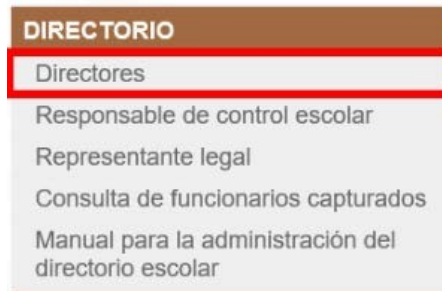 DIRECTORIO
Directores
Responsable de control escolar
Representante legal
Consulta de funcionarios capturados
Manual para la administración del
directorio escolar